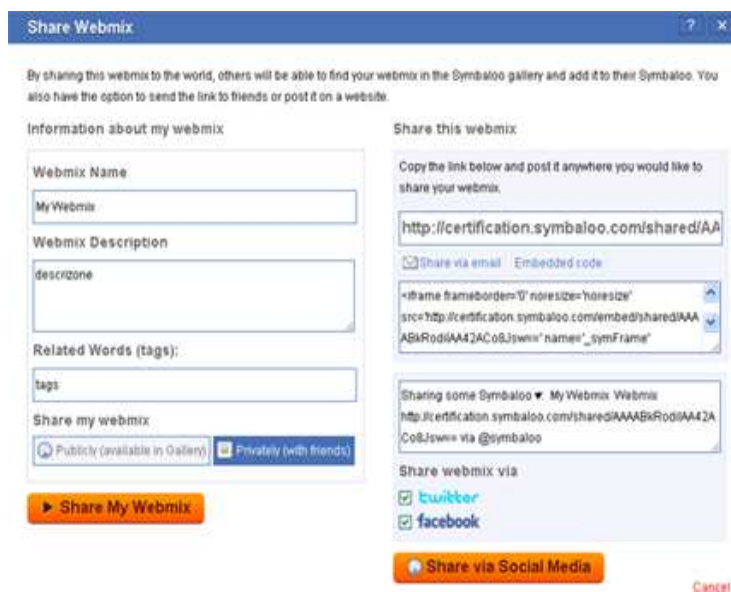 Share Webmix
? ×
By sharing this webmix to the world, others will be able to find your webmix in the Symbaloo gallery and add it to their Symbaloo. You
also have the option to send the link to friends or post it on a website.
Information about my webmix
Webmix Name
My Webmix
Webmix Description
descrizone
Related Words (tags):
tags
Share my webmix
Publicly (available in Gallery) Privately (with friends)
Share My Webmix
Share this webmix
Copy the link below and post it anywhere you would like to
share your webmix.
http://certification.symbaloo.com/shared/AA
Share via email Embedded code
<iframe frameborder='0' noresize='noresize'
src='http://certification.symbaloo.com/embed/shared/AAA
name='_symFrame'
Sharing some Symbaloo ♥: My Webmix Webmix
http://certification.symbaloo.com/shared/AAAABkRodilAA42A
Co8Jsw== via @symbaloo
Share webmix via
twitter
facebook
Share via Social Media
Cancel